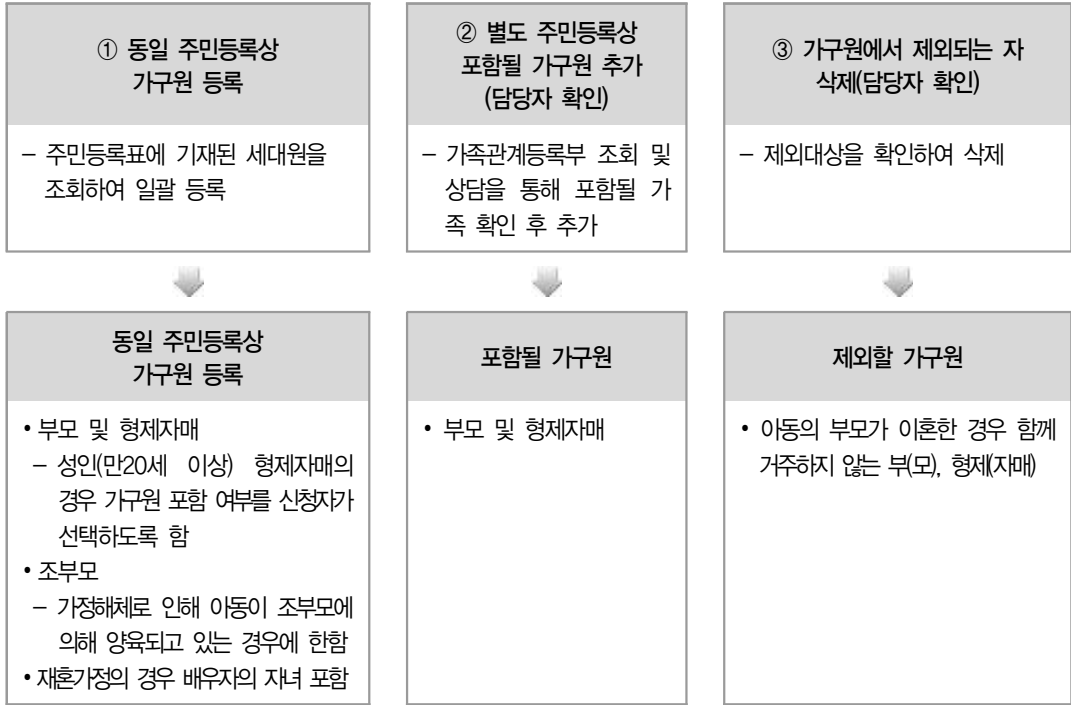 ① 동일 주민등록상
가구원 등록
– 주민등록표에 기재된 세대원을
조회하여 일괄 등록
동일 주민등록상
가구원 등록
• 부모 및 형제자매
– 성인(만20세 이상) 형제자매의
경우 가구원 포함 여부를 신청자가
선택하도록 함
• 조부모
– 가정해체로 인해 아동이 조부모에
의해 양육되고 있는 경우에 한함
• 재혼가정의 경우 배우자의 자녀 포함
② 별도 주민등록상
포함될 가구원 추가
(담당자 확인)
– 가족관계등록부 조회 및
상담을 통해 포함될 가
족 확인 후 추가
포함될 가구원
• 부모 및 형제자매
③ 가구원에서 제외되는 자
삭제(담당자 확인)
– 제외대상을 확인하여 삭제
제외할 가구원
• 아동의 부모가 이혼한 경우 함께
거주하지 않는 부(모), 형제(자매)